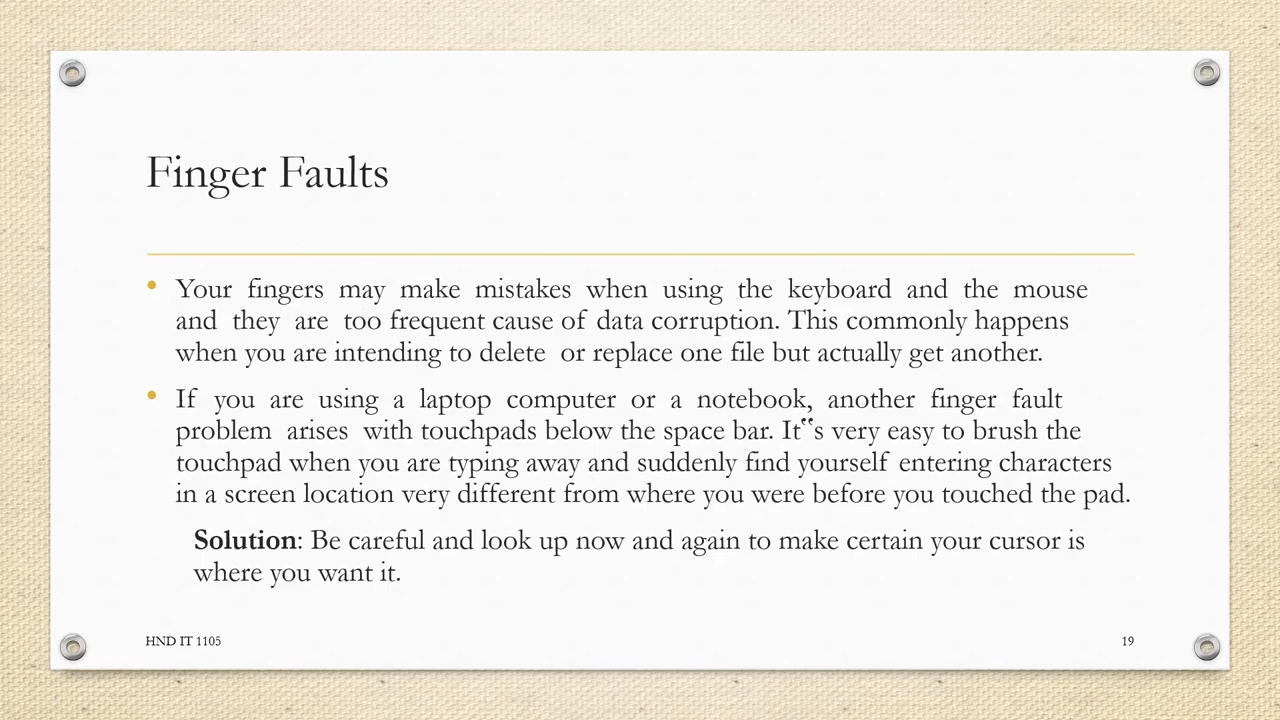 Finger Faults
• Your fingers may make mistakes when using the keyboard and the mouse
and they are too frequent cause of data corruption. This commonly happens
when you are intending to delete or replace one file but actually get another.
• If you are using a laptop computer or a notebook, another finger fault
problem arises with touchpads below the space bar. It‟s very easy to brush the
touchpad when you are typing away and suddenly find yourself entering characters
in a screen location very different from where you were before you touched the pad.
Solution: Be careful and look up now and again to make certain your cursor is
where you want it.
HND IT 1105
19